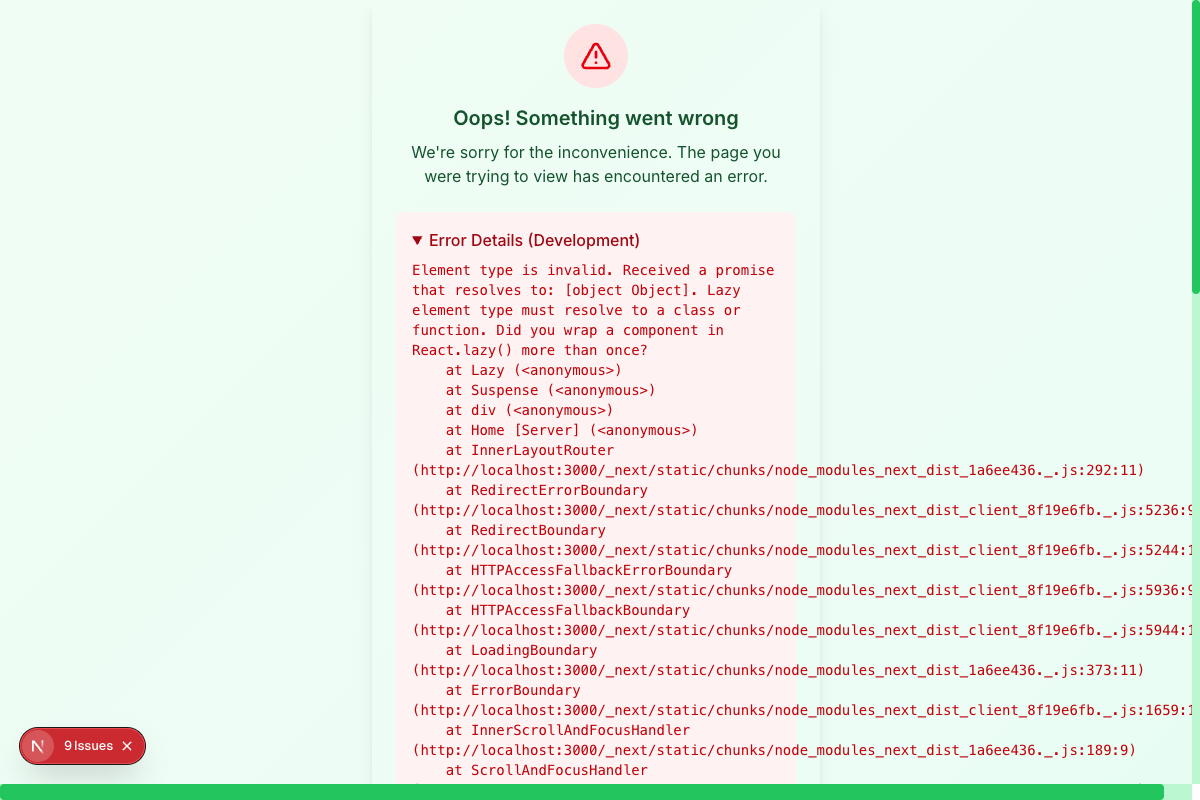 Oops! Something went wrong
We're sorry for the inconvenience. The page you
were trying to view has encountered an error.
▼ Error Details (Development)
Element type is invalid. Received a promise
that resolves to: [object Object]. Lazy
element type must resolve to a class or
function. Did you wrap a component in
React.lazy() more than once?
    at Lazy (<anonymous>)
    at Suspense (<anonymous>)
    at div (<anonymous>)
    at Home [Server] (<anonymous>)
    at InnerLayoutRouter
(http://localhost:3000/_next/static/chunks/node_modules_next_dist_1a6ee436._.js:292:11)
    at RedirectErrorBoundary
(http://localhost:3000/_next/static/chunks/node_modules_next_dist_client_8f19e6fb._.js:5236:9
    at RedirectBoundary
(http://localhost:3000/_next/static/chunks/node_modules_next_dist_client_8f19e6fb._.js:5244:1
    at HTTPAccessFallbackErrorBoundary
(http://localhost:3000/_next/static/chunks/node_modules_next_dist_client_8f19e6fb._.js:5936:9
    at HTTPAccessFallbackBoundary
(http://localhost:3000/_next/static/chunks/node_modules_next_dist_client_8f19e6fb._.js:5944:1
    at LoadingBoundary
(http://localhost:3000/_next/static/chunks/node_modules_next_dist_1a6ee436._.js:373:11)
    at ErrorBoundary
(http://localhost:3000/_next/static/chunks/node_modules_next_dist_client_8f19e6fb._.js:1659:1
    at InnerScrollAndFocusHandler
(http://localhost:3000/_next/static/chunks/node_modules_next_dist_1a6ee436._.js:189:9)
    at ScrollAndFocusHandler
N 9 Issues ×